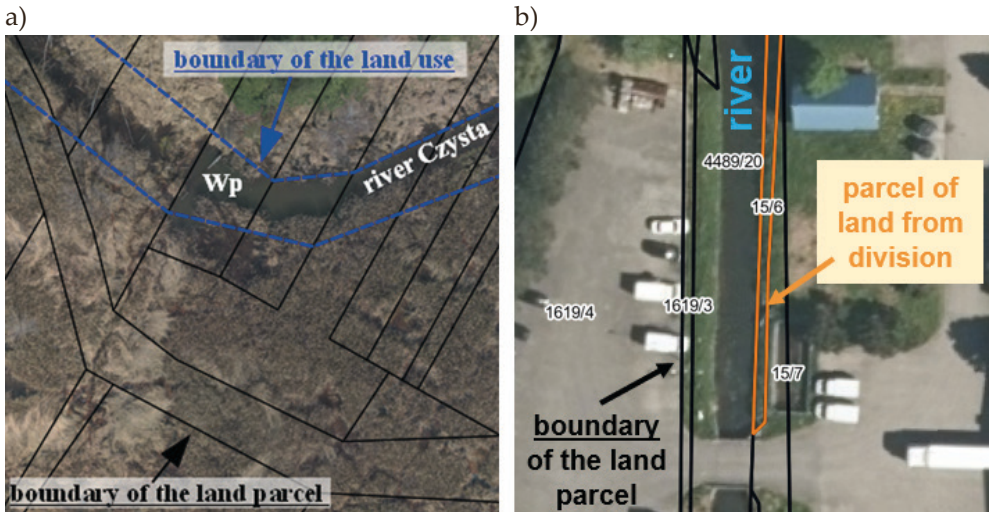 a)
boundary of the land use
Wp
river Czysta
boundary of the land parcel
b)
river
4489/20
15/6
parcel of
land from
division
1619/4
1619/3
15/7
boundary
of the land
parcel